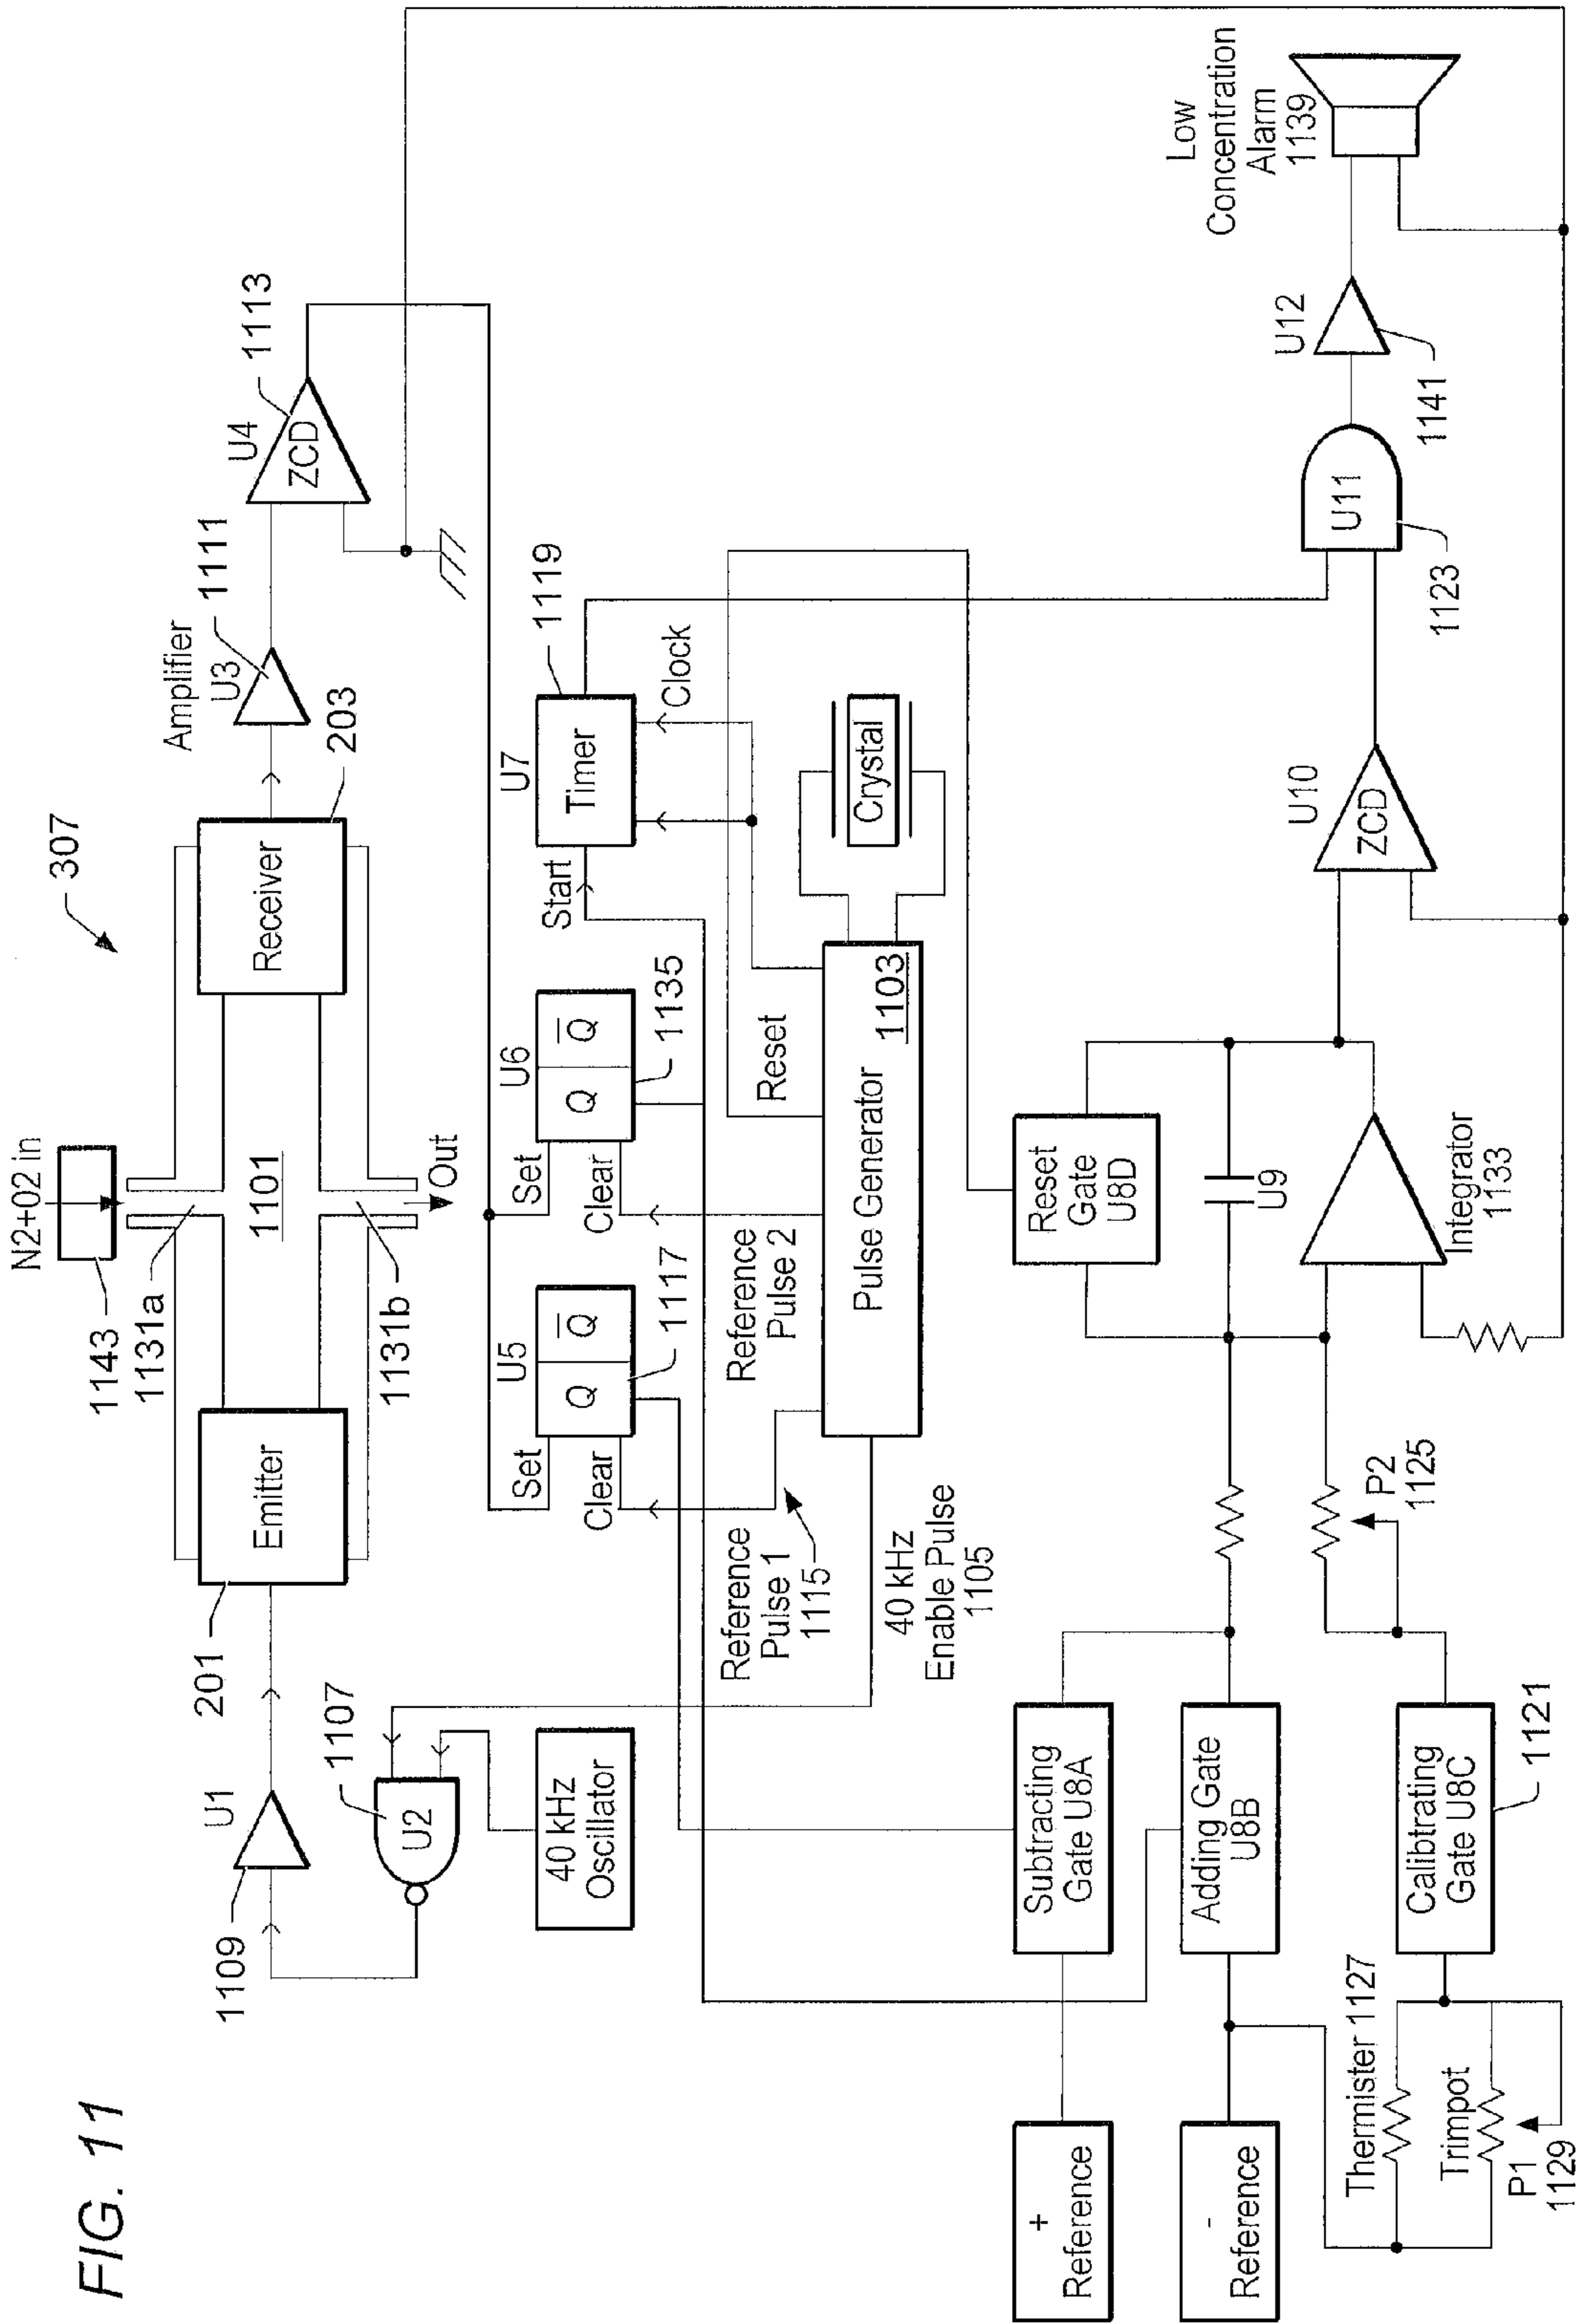 FIG. 11
307
N2+02 in
1143
1131a
1101
1131b
Out
201
Emitter
Receiver
203
Amplifier
U3
1111
U4
ZCD
1113
U1
1109
1107
U2
40 kHz
Oscillator
Set
Clear
U5
Q
Q
1117
Set
Clear
U6
Q
Q
1135
Start
U7
Timer
1119
Clock
Reference
Pulse 1
1115
Reference
Pulse 2
Reset
40 kHz
Enable Pulse
1105
Pulse Generator
1103
Crystal
+
Reference
-
Reference
Subtracting
Gate U8A
Adding Gate
U8B
Calibtrating
Gate U8C
1121
Thermister 1127
Trimpot
P1
1129
P2
1125
Reset
Gate
U8D
U9
Integrator
1133
U10
ZCD
U11
1123
U12
1141
Low
Concentration
Alarm
1139